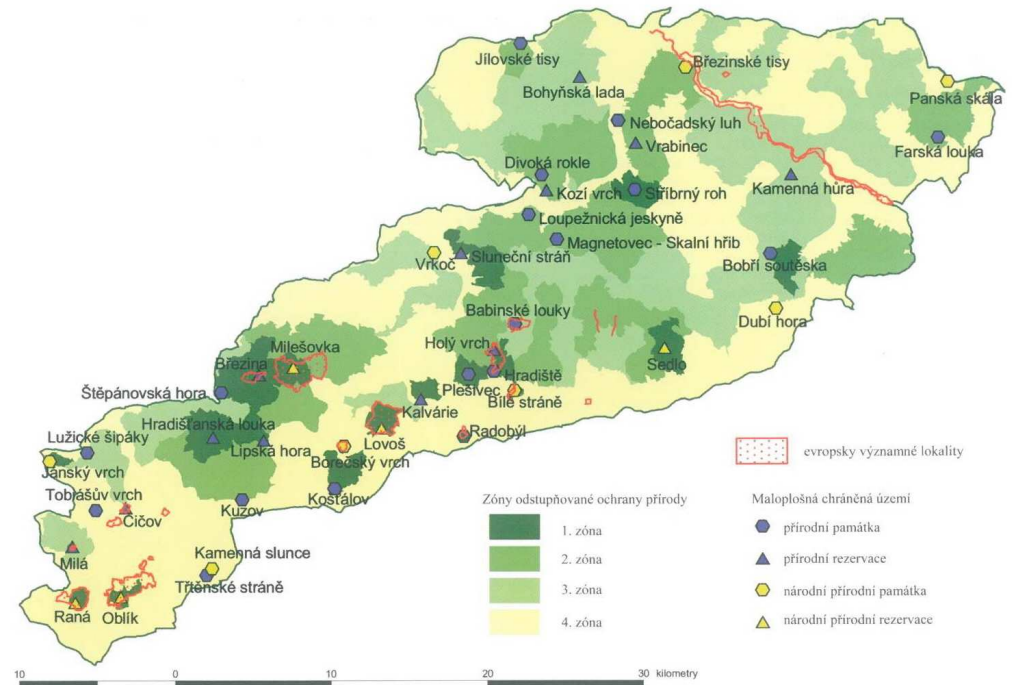 Jílovské tisy
Březinské tisy
Bohyňská lada
Panská skála
Nebočadský luh
Vrabinec
Farská louka
Divoká rokle
Kozí vrch
Stříbrný roh
Kamenná hůra
Loupežnická jeskyně
Magnetovec - Skalní hřib
Vrkoč
Sluneční stráň
Bobří soutěska
Babinské louky
Dubí hora
Holý vrch
Milešovka
Březina
Sedlo
Hradiště
Plešivec
Štěpánovská hora
Bílé stráně
Kalvárie
Hradišťanská louka
Lužické šipáky
Lipská hora
Lovoš
Radobýl
Borečský vrch
Jánský vrch
Tobiášův vrch
Košťálov
Kuzov
Číčov
Kamenná slunce
Milá
Třtěnské stráně
Raná
Oblík
evropsky významné lokality
Zóny odstupňované ochrany přírody
1. zóna
2. zóna
3. zóna
4. zóna
Maloplošná chráněná území
přírodní památka
přírodní rezervace
národní přírodní památka
národní přírodní rezervace
10 0 10 20 30 kilometry